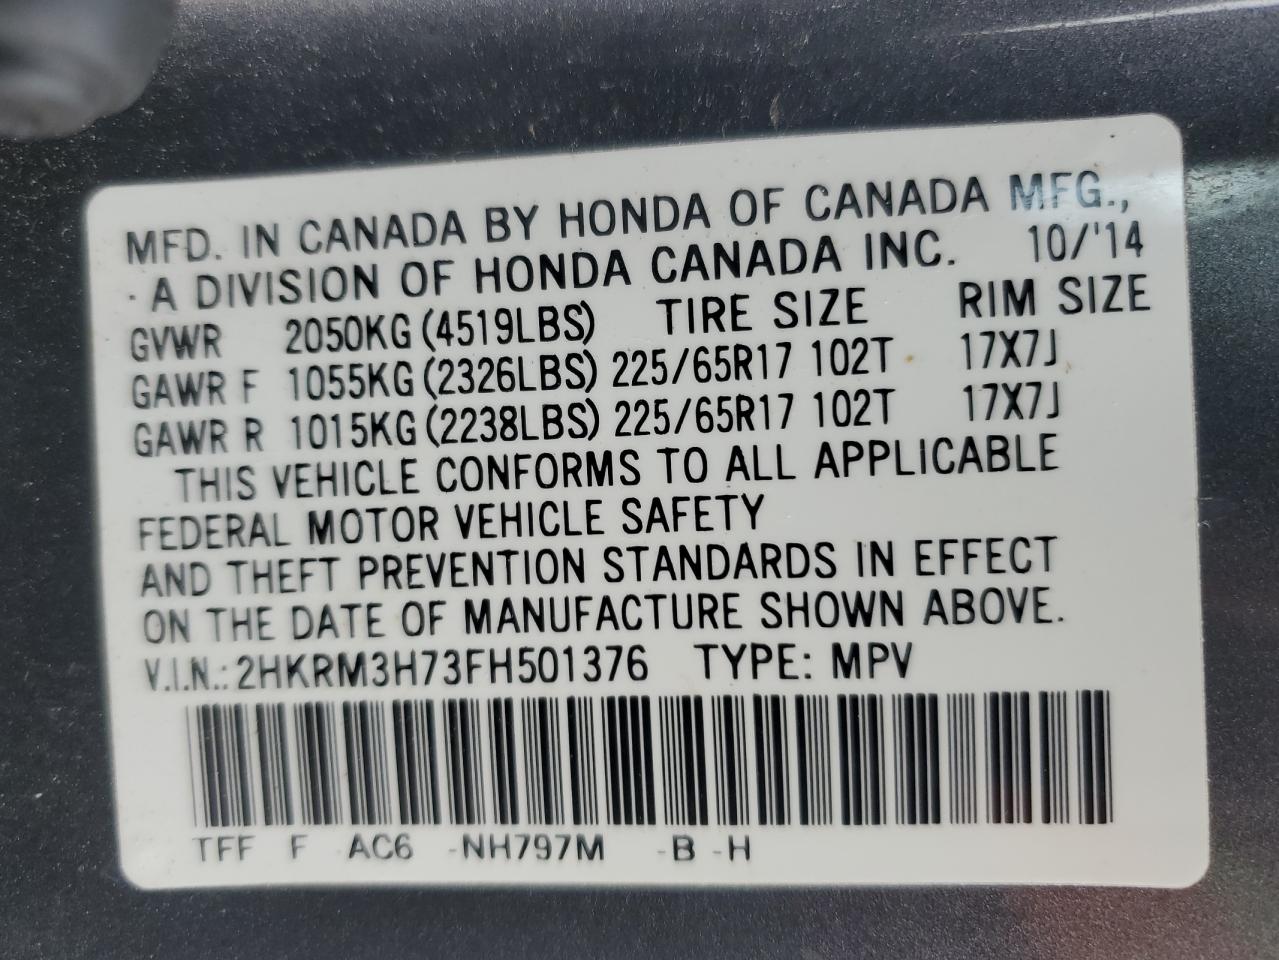 MFD. IN CANADA BY HONDA OF CANADA MFG.,
A DIVISION OF HONDA CANADA INC. 10/'14
GVWR 2050KG (4519LBS) TIRE SIZE RIM SIZE
GAWR F 1055KG (2326LBS) 225/65R17 102T 17X7J
GAWR R 1015KG (2238LBS) 225/65R17 102T 17X7J
THIS VEHICLE CONFORMS TO ALL APPLICABLE
FEDERAL MOTOR VEHICLE SAFETY
AND THEFT PREVENTION STANDARDS IN EFFECT
ON THE DATE OF MANUFACTURE SHOWN ABOVE.
V.I.N.: 2HKRM3H73FH501376 TYPE: MPV
TFF F AC6 -NH797M -B -H